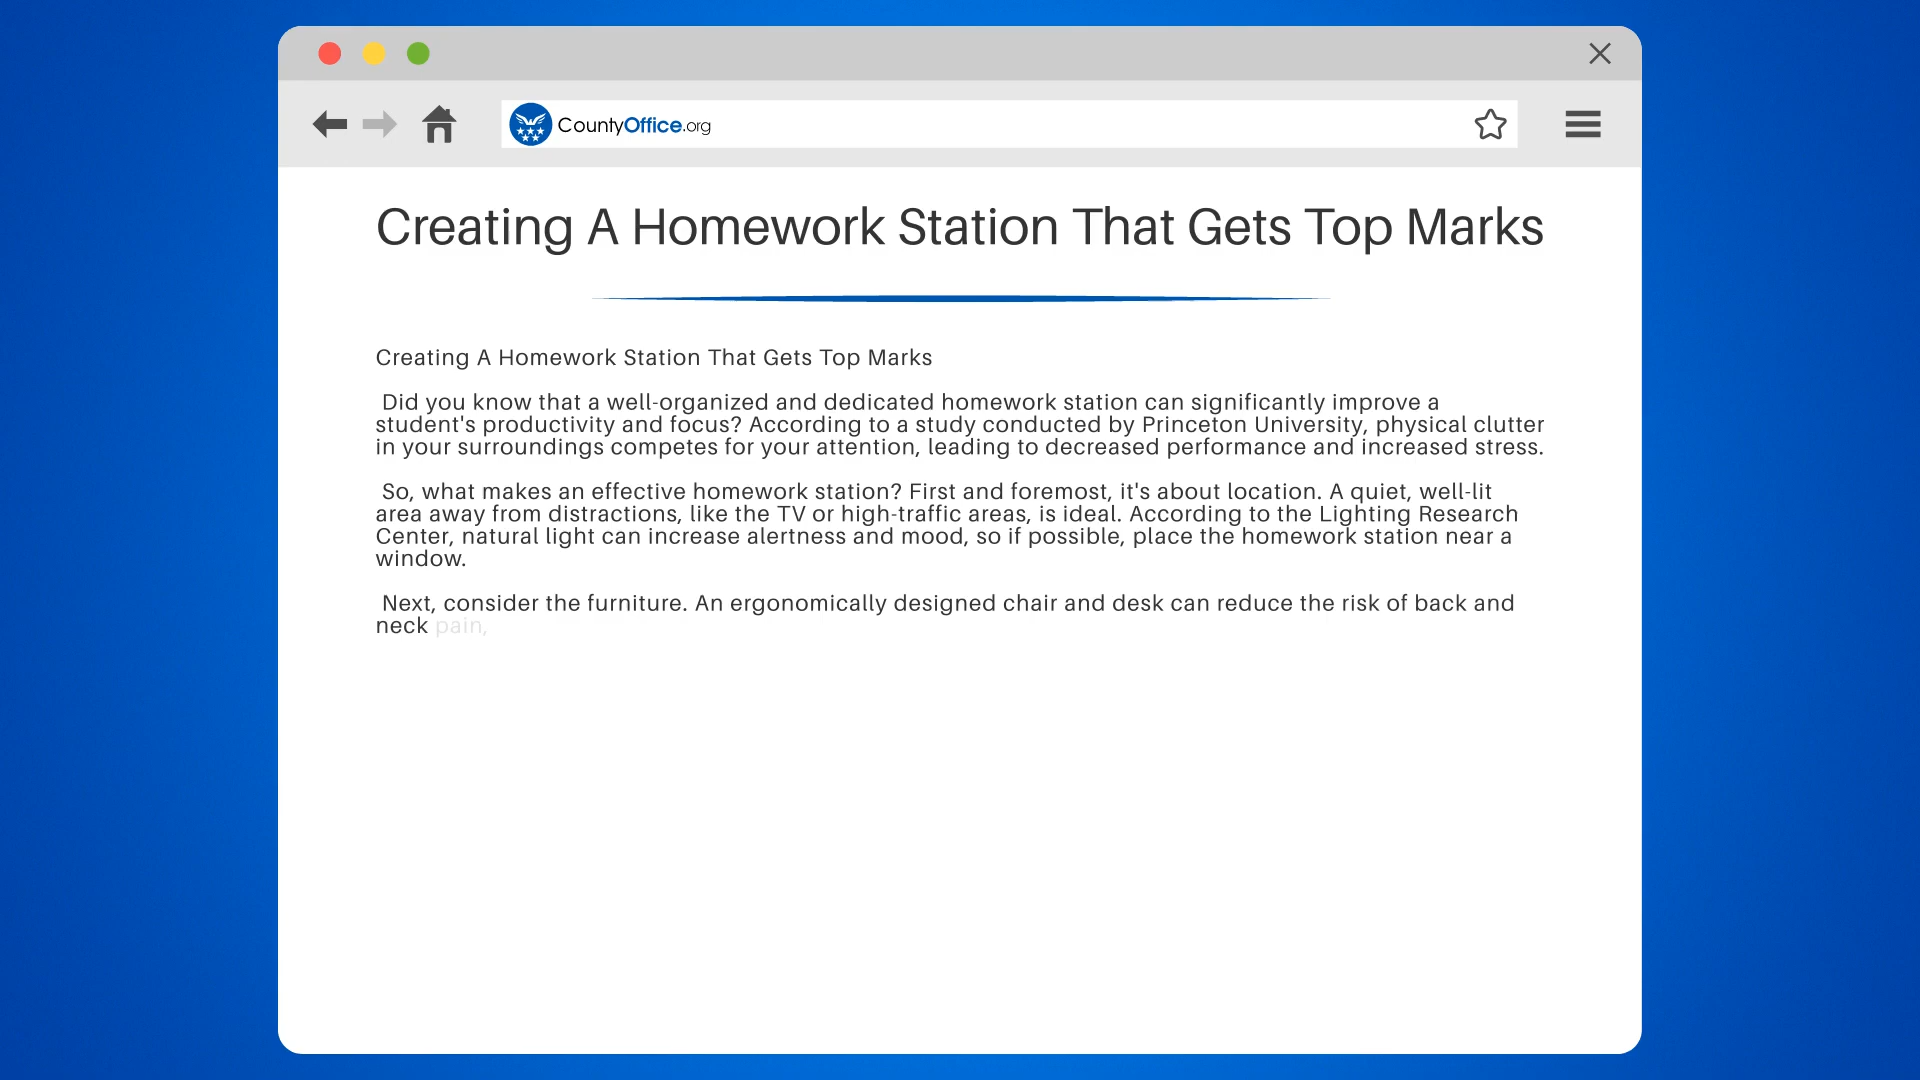 CountyOffice.org
Creating A Homework Station That Gets Top Marks
Creating A Homework Station That Gets Top Marks
Did you know that a well-organized and dedicated homework station can significantly improve a
student's productivity and focus? According to a study conducted by Princeton University, physical clutter
in your surroundings competes for your attention, leading to decreased performance and increased stress.
So, what makes an effective homework station? First and foremost, it's about location. A quiet, well-lit
area away from distractions, like the TV or high-traffic areas, is ideal. According to the Lighting Research
Center, natural light can increase alertness and mood, so if possible, place the homework station near a
window.
Next, consider the furniture. An ergonomically designed chair and desk can reduce the risk of back and
neck pain,